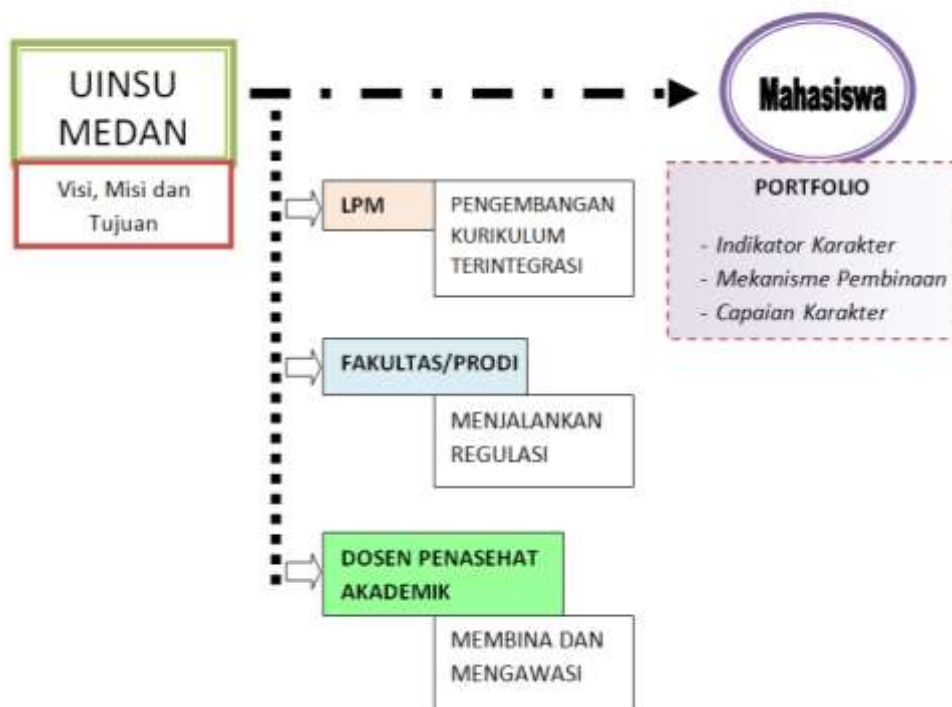 UINSU
MEDAN
Visi, Misi dan
Tujuan
Mahasiswa
PORTFOLIO
- Indikator Karakter
- Mekanisme Pembinaan
- Capaian Karakter
LPM
PENGEMBANGAN
KURIKULUM
TERINTEGRASI
FAKULTAS/PRODI
MENJALANKAN
REGULASI
DOSEN PENASEHAT
AKADEMIK
MEMBINA DAN
MENGAWASI